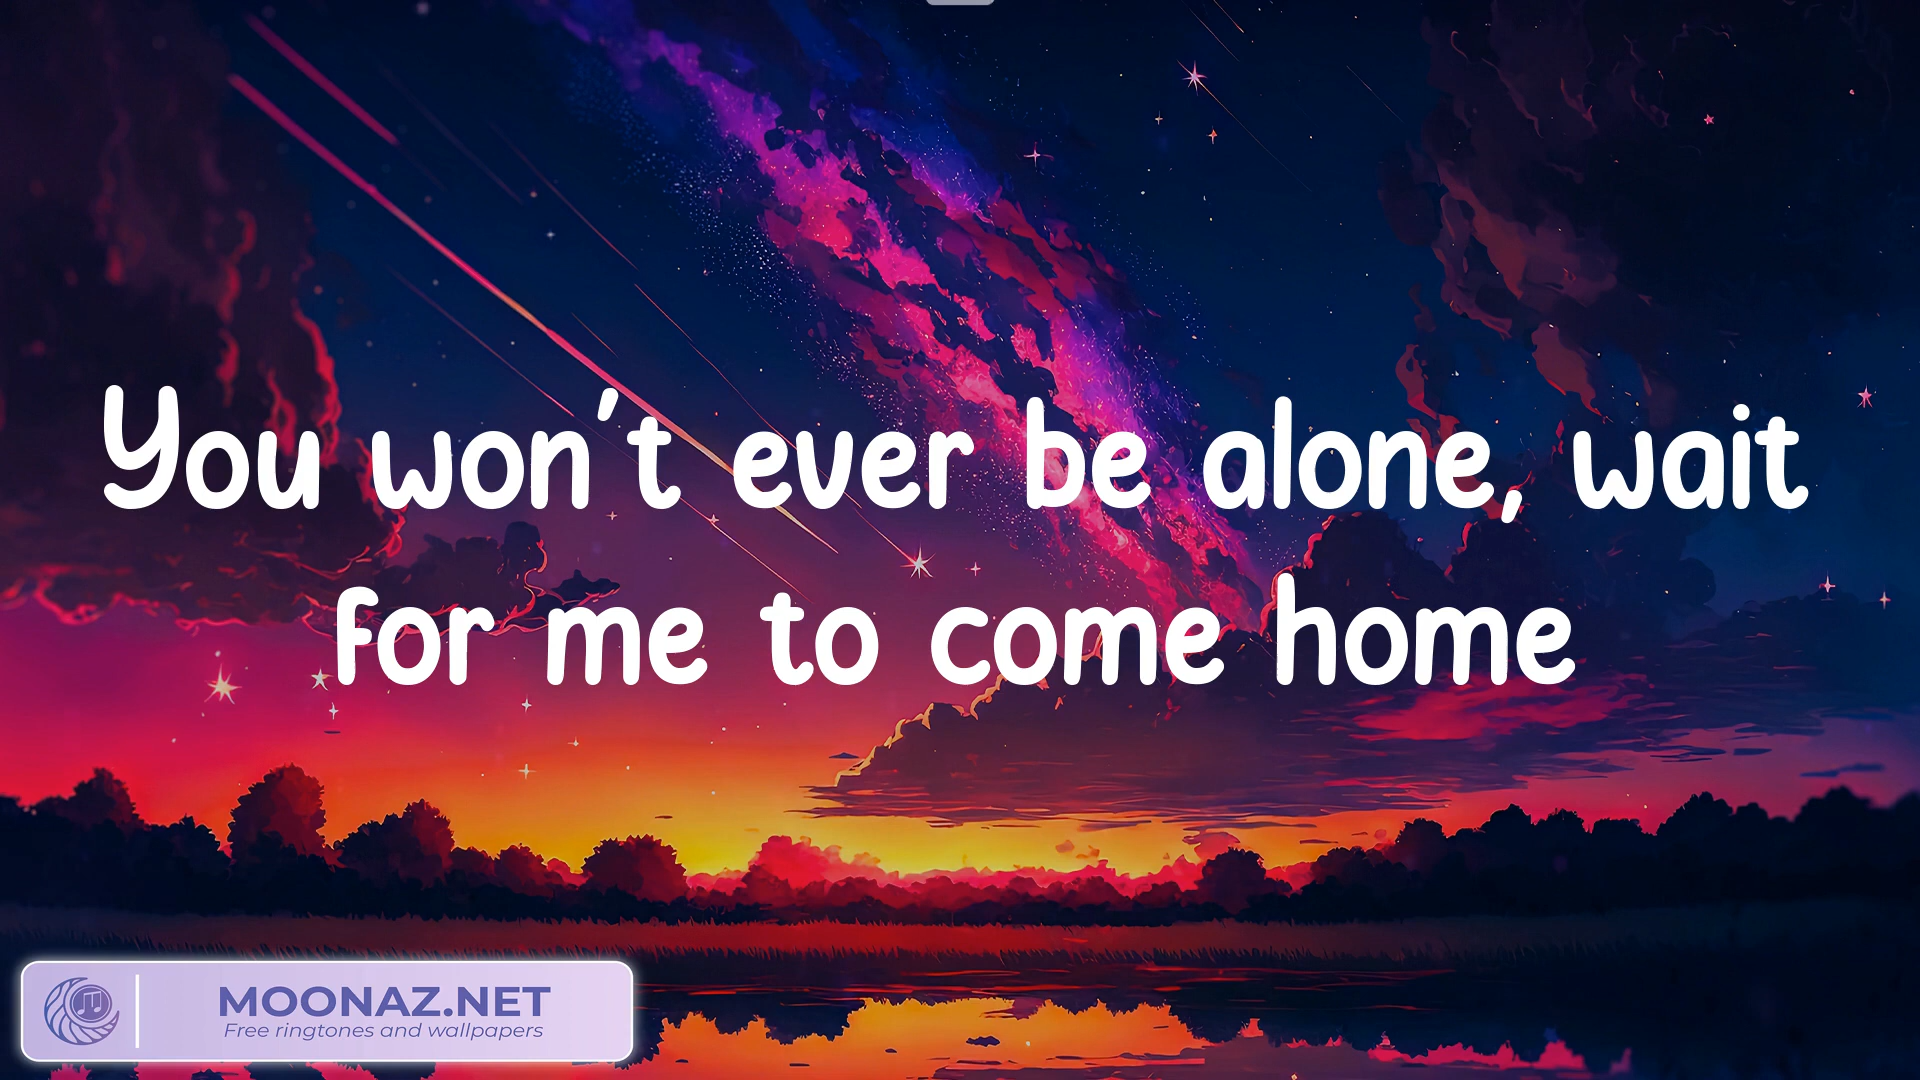 You won't ever be alone, wait
for me to come home
MOONAZ.NET
Free ringtones and wallpapers